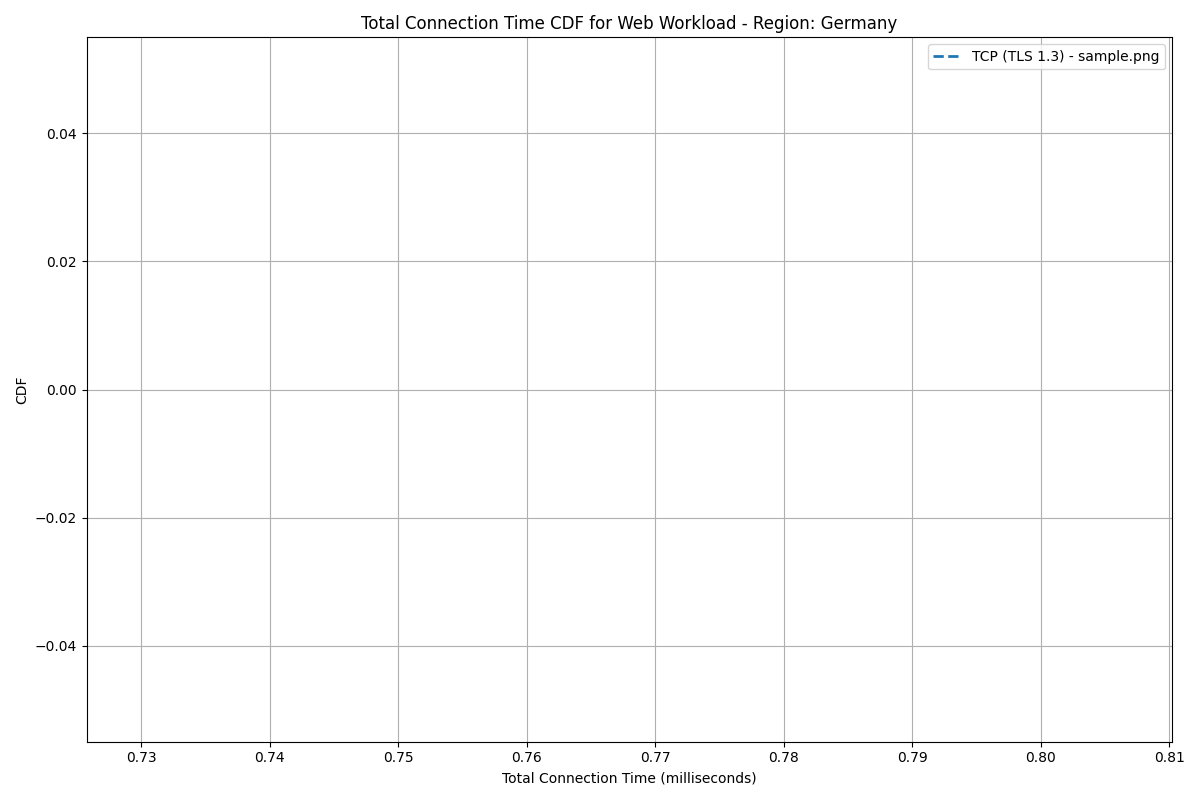 Total Connection Time CDF for Web Workload - Region: Germany
TCP (TLS 1.3) - sample.png
0.04
0.02
0.00
−0.02
−0.04
CDF
0.73 0.74 0.75 0.76 0.77 0.78 0.79 0.80 0.81
Total Connection Time (milliseconds)